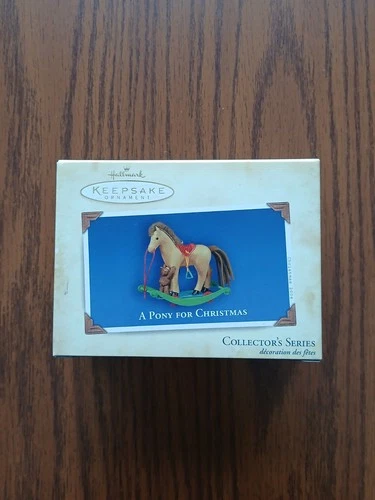 Hallmark
KEEPSAKE
ORNAMENT
A PONY FOR CHRISTMAS
COLLECTOR'S SERIES
décoration des fêtes